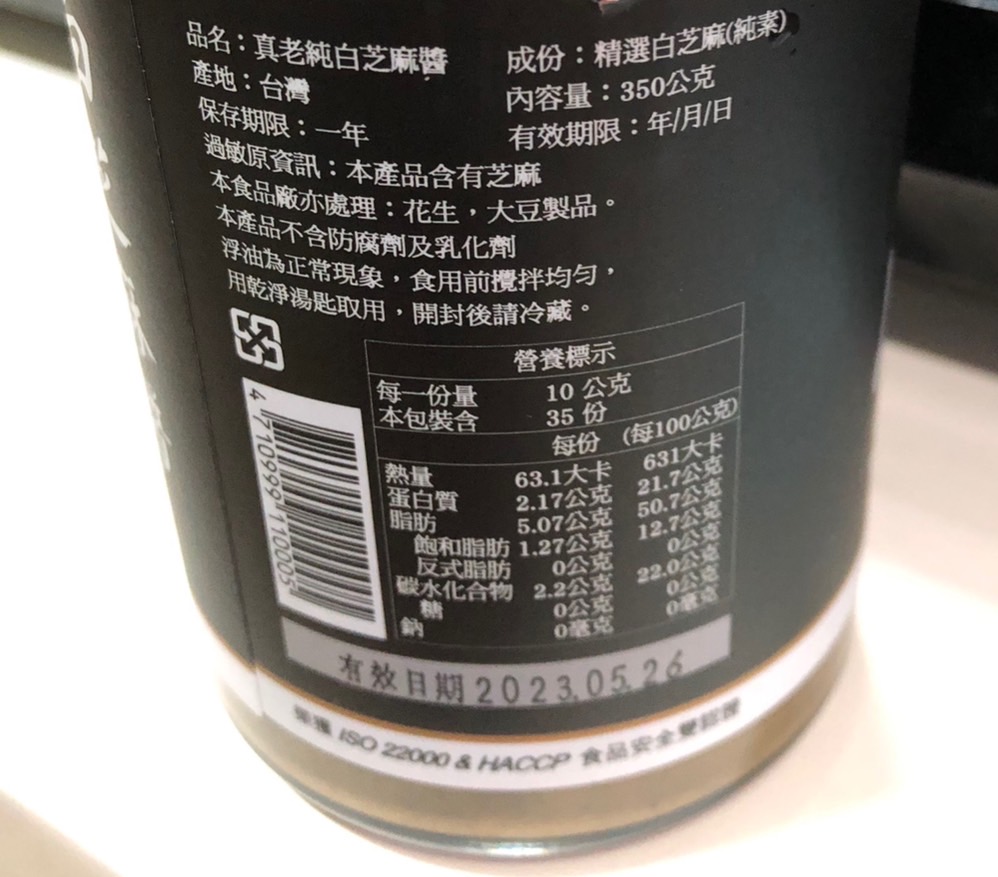 品名：真老純白芝麻醬
成份：精選白芝麻(純素)
產地：台灣
內容量：350公克
保存期限：一年
有效期限：年/月/日
過敏原資訊：本產品含有芝麻
本食品廠亦處理：花生，大豆製品。
本產品不含防腐劑及乳化劑
浮油為正常現象，食用前攪拌均勻，
用乾淨湯匙取用，開封後請冷藏。
營養標示
每一份量 10 公克
本包裝含 35 份
每份 (每100公克)
熱量 63.1大卡 631大卡
蛋白質 2.17公克 21.7公克
脂肪 5.07公克 50.7公克
飽和脂肪 1.27公克 12.7公克
反式脂肪 0公克 0公克
碳水化合物 2.2公克 22.0公克
糖 0公克 0公克
鈉 0毫克 0毫克
4 710999 110005
有效日期 2023.05.26
ISO 22000 & HACCP 食品安全雙認證